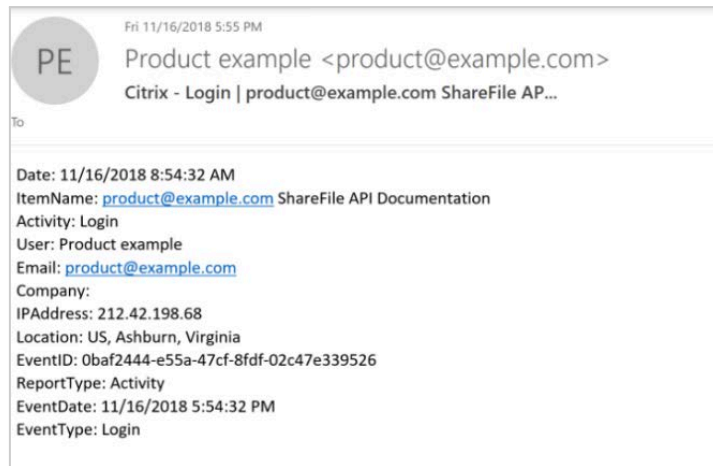 Fri 11/16/2018 5:55 PM
PE
Product example <product@example.com>
Citrix - Login | product@example.com ShareFile AP...
To
Date: 11/16/2018 8:54:32 AM
ItemName: product@example.com ShareFile API Documentation
Activity: Login
User: Product example
Email: product@example.com
Company:
IPAddress: 212.42.198.68
Location: US, Ashburn, Virginia
EventID: 0baf2444-e55a-47cf-8fdf-02c47e339526
ReportType: Activity
EventDate: 11/16/2018 5:54:32 PM
EventType: Login